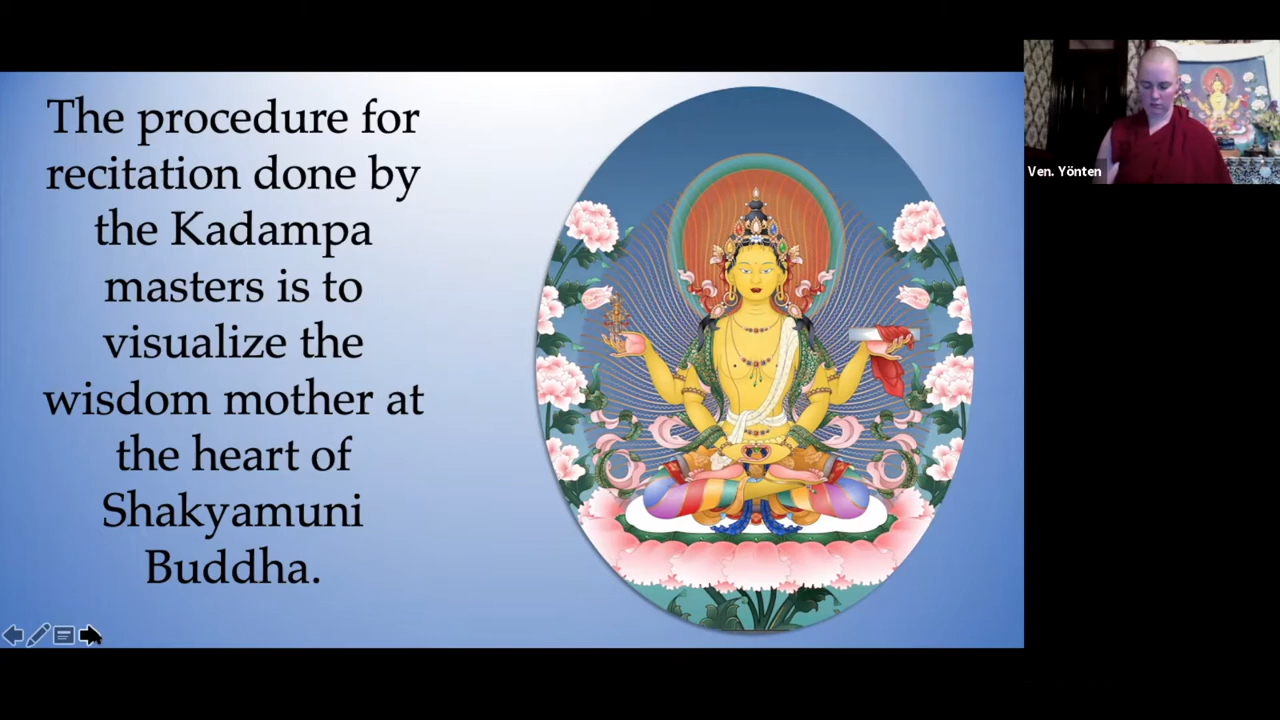 The procedure for
recitation done by
the Kadampa
masters is to
visualize the
wisdom mother at
the heart of
Shakyamuni
Buddha.
Ven. Yönten